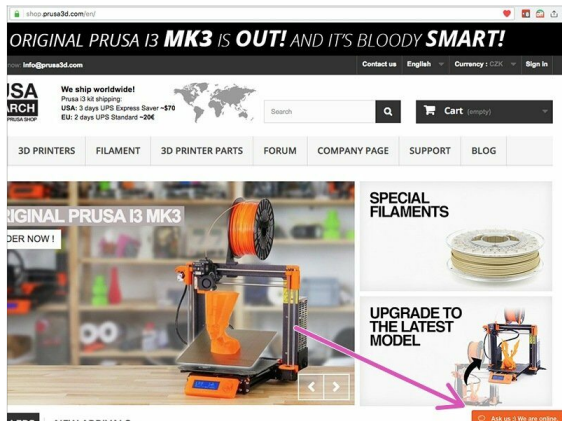 shop.prusa3d.com/en/
ORIGINAL PRUSA I3 MK3 IS OUT! AND IT'S BLOODY SMART!
now: Info@prusa3d.com
Contact us English Currency : CZK Sign In
We ship worldwide!
Prusa i3 kit shipping:
USA: 3 days UPS Express Saver ~$70
EU: 2 days UPS Standard ~20€
USA
ARCH
PRUSA SHOP
Search
Cart (empty)
3D PRINTERS FILAMENT 3D PRINTER PARTS FORUM COMPANY PAGE SUPPORT BLOG
RIGINAL PRUSA I3 MK3
DER NOW !
SPECIAL
FILAMENTS
UPGRADE TO
THE LATEST
MODEL
Ask us :) We are online
NEW ARRIVALS